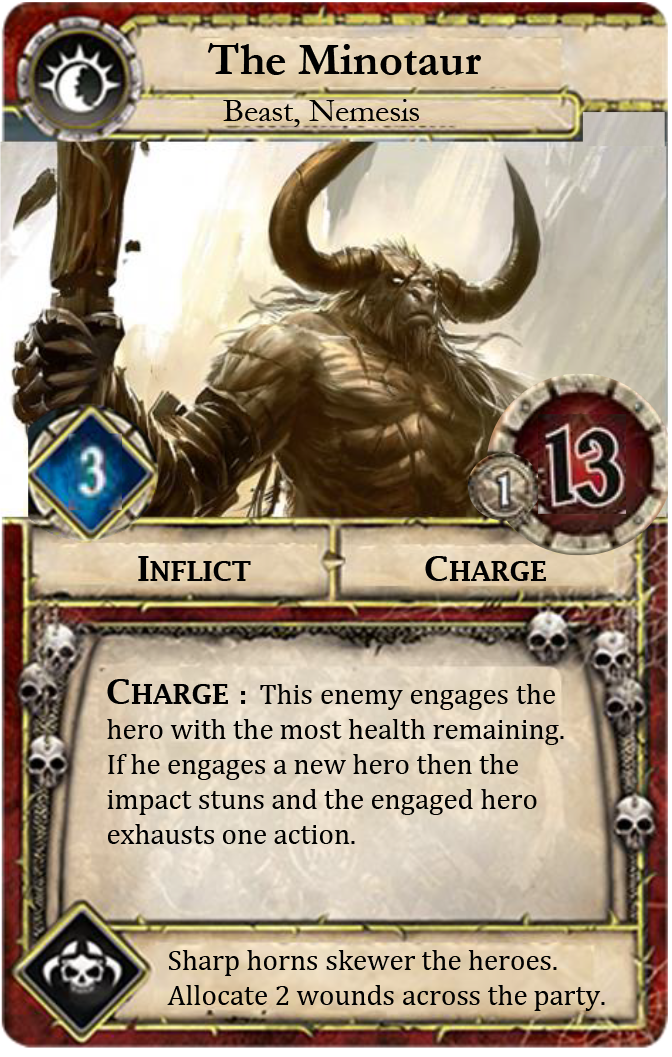 The Minotaur
Beast, Nemesis
3
1
13
INFLICT
CHARGE
CHARGE : This enemy engages the
hero with the most health remaining.
If he engages a new hero then the
impact stuns and the engaged hero
exhausts one action.
Sharp horns skewer the heroes.
Allocate 2 wounds across the party.